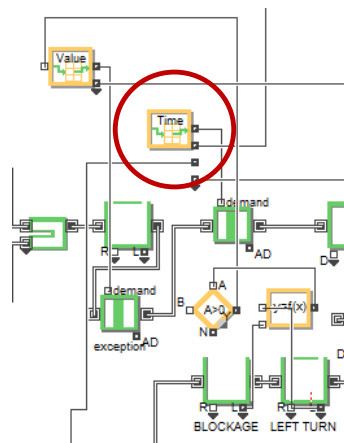 Value
Time
demand
R L
AD
D
demand
A
B
A>0
Y
y=f(x)
N
AD
exception
D
R L
R
BLOCKAGE
LEFT TURN